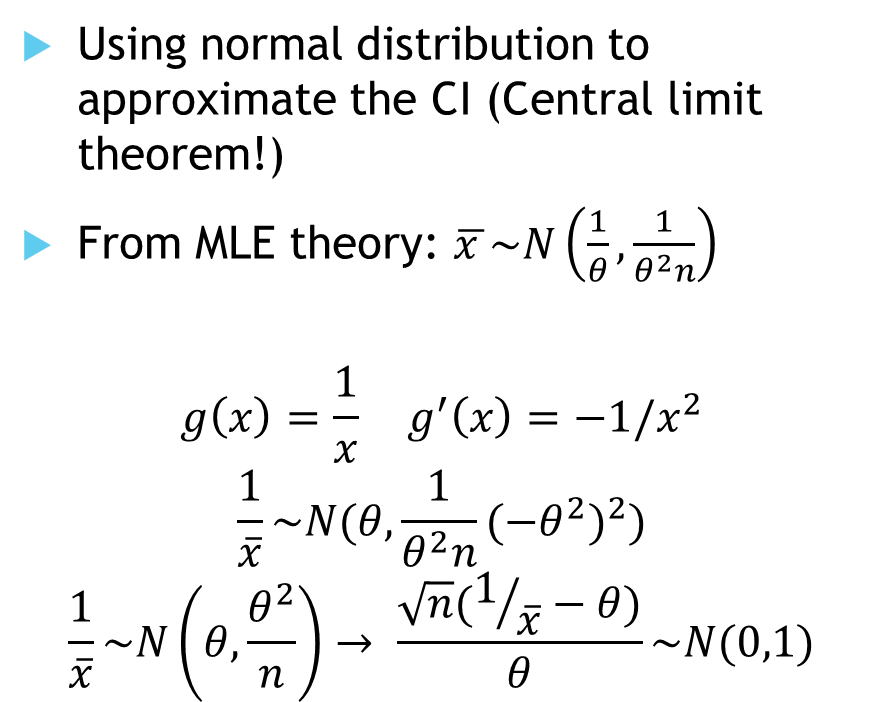 Using normal distribution to
approximate the CI (Central limit
theorem!)
From MLE theory: x̅ ~N (1/θ, 1/θ²n)
g(x) = 1/x   g′(x) = −1/x²
1/x̄ ~N(θ, 1/θ²n (−θ²)²)
1/x̄ ~N (θ, θ²/n) → √n(1/x̄ − θ)/θ ~N(0,1)